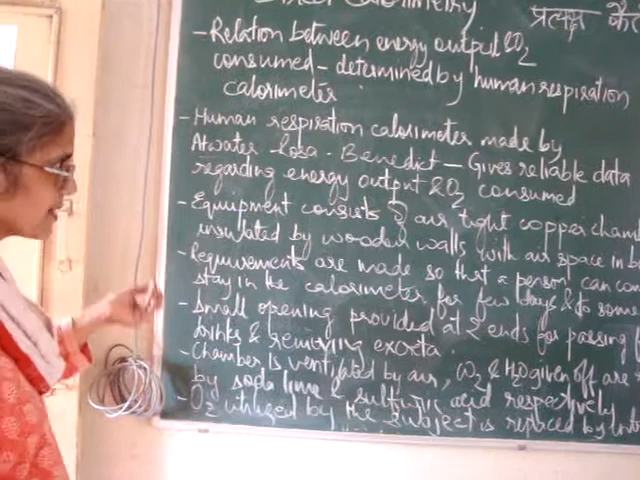 Direct Calorimetry प्रत्यक्ष
- Relation between energy output & O2
consumed - determined by human respiration
calorimeter
- Human respiration calorimeter made by
Atwater - Rosa - Benedict - Gives reliable data
regarding energy output & O2 consumed
- Equipment consists of air tight copper chamb
insulated by wooden walls with air space in b
- Requirements are made so that a person can com
stay in the calorimeter for few days & do some
- Small opening provided at 2 ends for passing
drinks & removing excreta.
- Chamber is ventilated by air, CO2 & H2O given off are
by soda lime & sulfuric acid respectively
- O2 utilized by the subject is replaced by